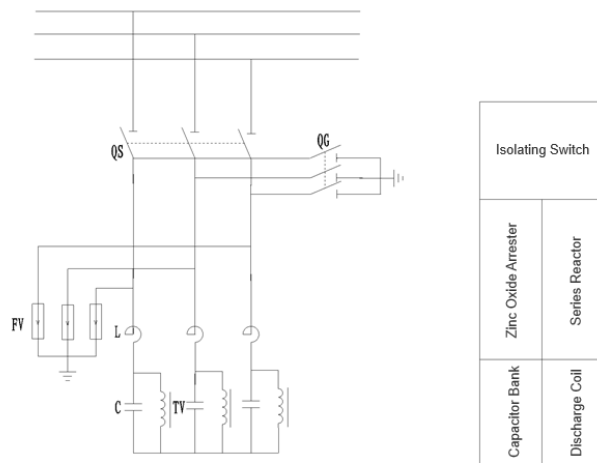 QS
QG
FV
L
C
TV
Isolating Switch
Zinc Oxide Arrester
Series Reactor
Capacitor Bank
Discharge Coil